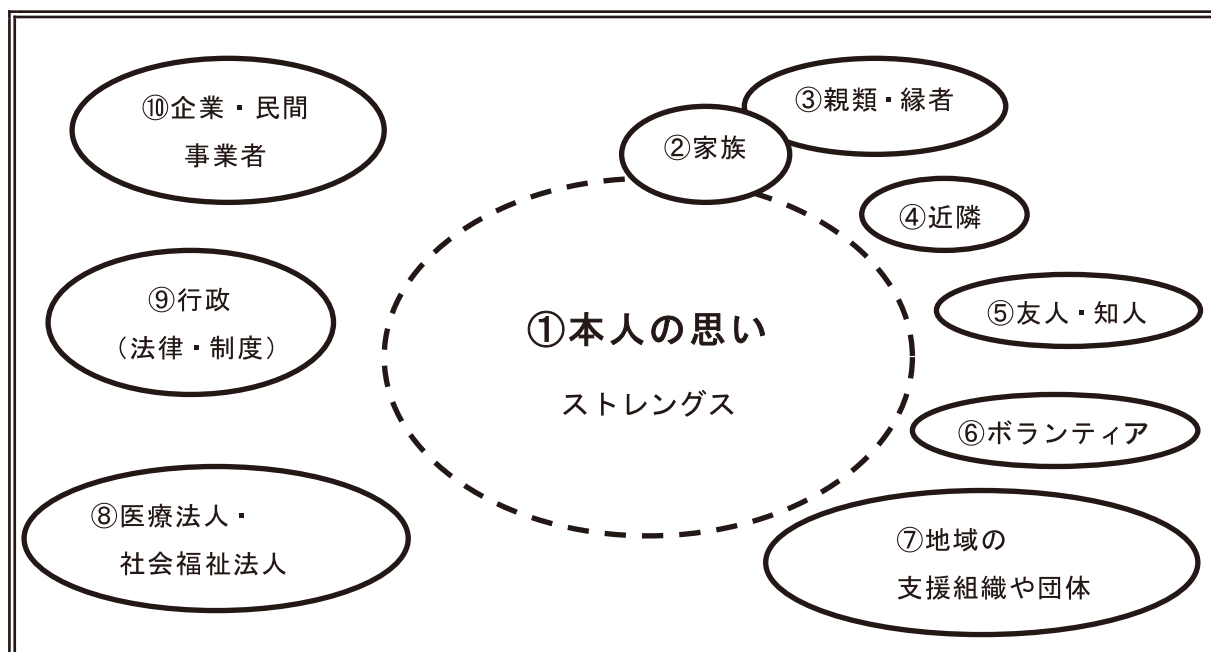 ①本人の思い
ストレングス
②家族
③親類・縁者
④近隣
⑤友人・知人
⑥ボランティア
⑦地域の
支援組織や団体
⑧医療法人・
社会福祉法人
⑨行政
（法律・制度）
⑩企業・民間
事業者